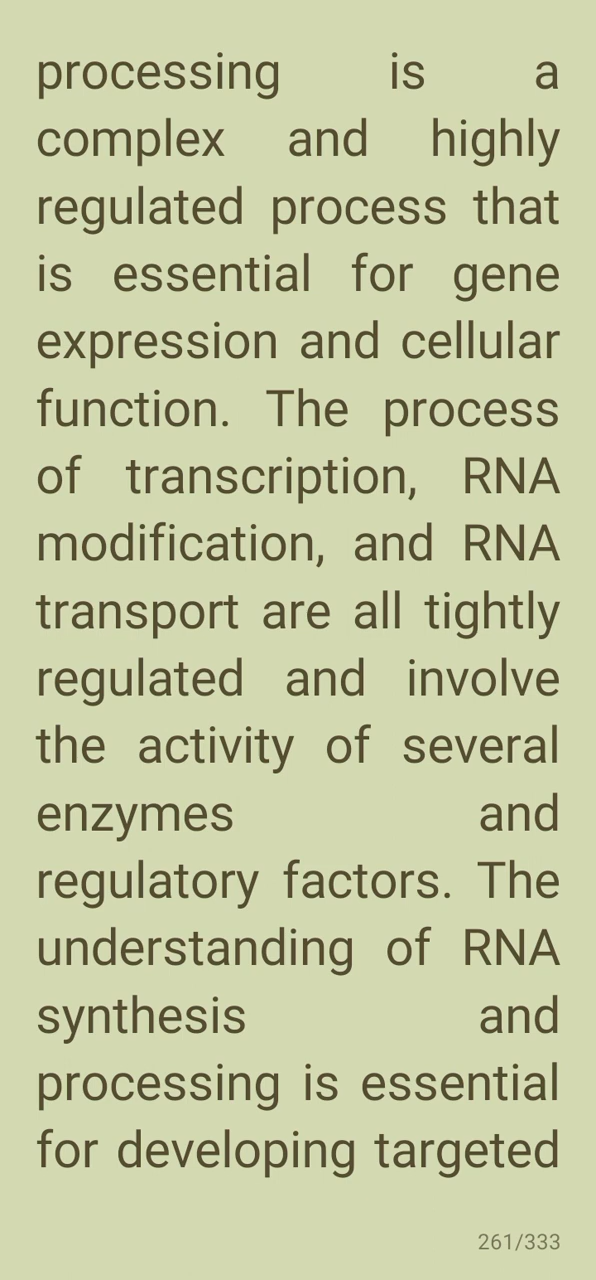 processing is a
complex and highly
regulated process that
is essential for gene
expression and cellular
function. The process
of transcription, RNA
modification, and RNA
transport are all tightly
regulated and involve
the activity of several
enzymes and
regulatory factors. The
understanding of RNA
synthesis and
processing is essential
for developing targeted
261/333